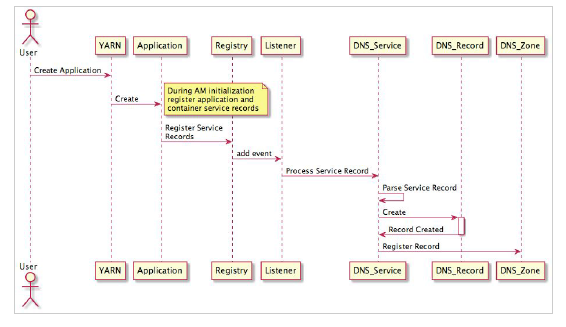 User
YARN
Application
Registry
Listener
DNS_Service
DNS_Record
DNS_Zone
Create Application
Create
During AM initialization
register application and
container service records
Register Service
Records
add event
Process Service Record
Parse Service Record
Create
Record Created
Register Record
User
YARN
Application
Registry
Listener
DNS_Service
DNS_Record
DNS_Zone